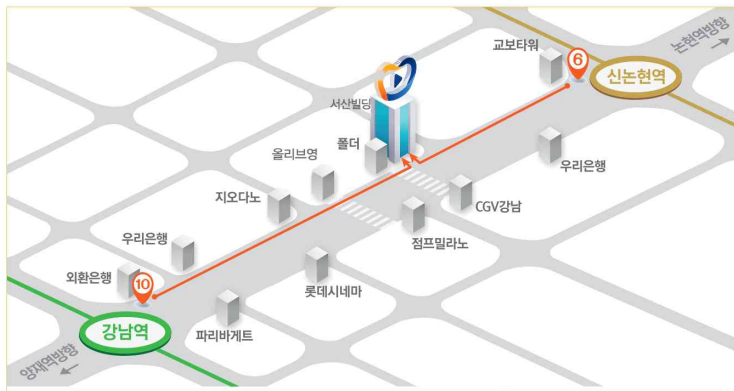 논현역방향
교보타워
6
신논현역
서산빌딩
폴더
올리브영
우리은행
지오다노
CGV강남
점프밀라노
우리은행
외환은행
10
롯데시네마
파리바게트
강남역
양재역방향